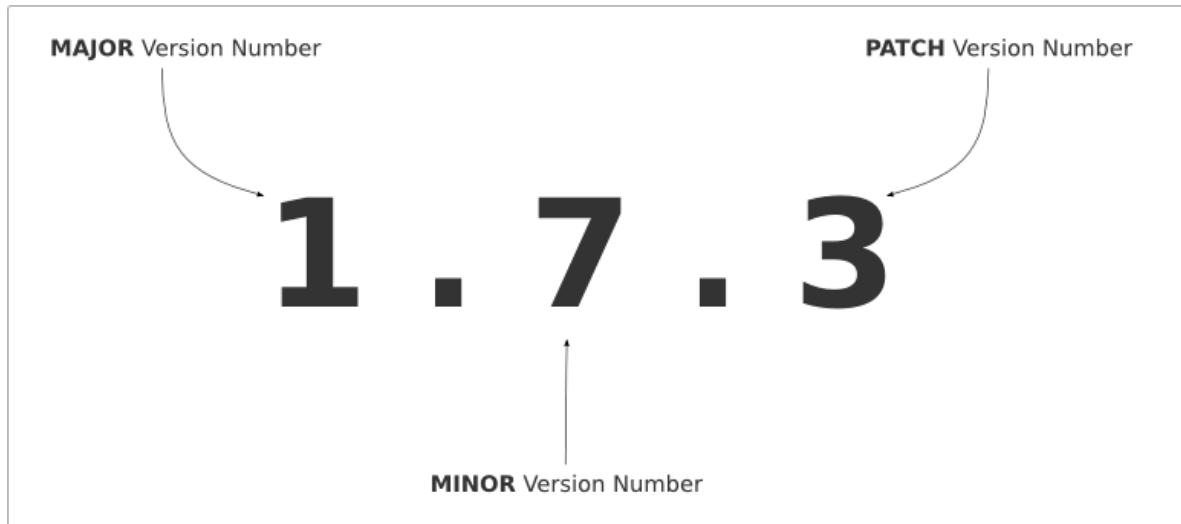 MAJOR Version Number
PATCH Version Number
1 . 7 . 3
MINOR Version Number